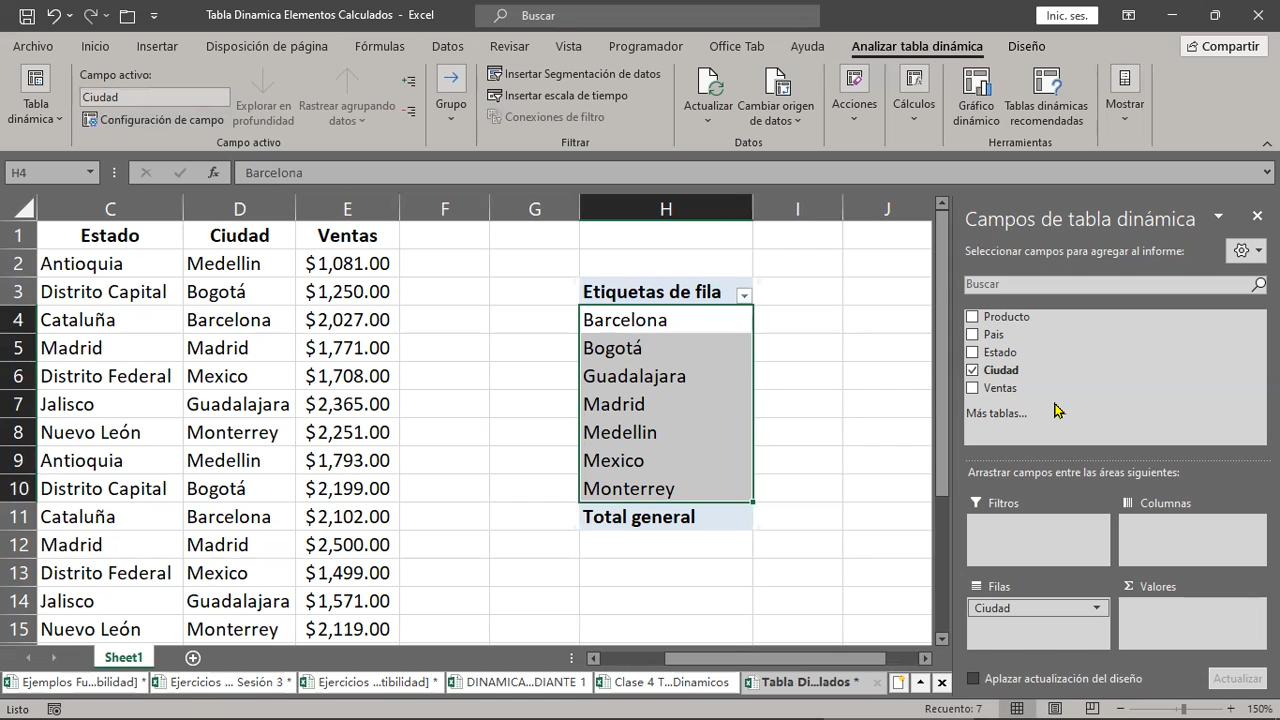 Tabla Dinamica Elementos Calculados - Excel
Buscar
Inic. ses.
Archivo Inicio Insertar Disposición de página Fórmulas Datos Revisar Vista Programador Office Tab Ayuda Analizar tabla dinámica Diseño Compartir
Tabla dinámica
Campo activo:
Ciudad
Configuración de campo
Explorar en profundidad
Rastrear agrupando datos
Campo activo
Grupo
Insertar Segmentación de datos
Insertar escala de tiempo
Conexiones de filtro
Filtrar
Actualizar
Cambiar origen de datos
Datos
Acciones
Cálculos
Gráfico dinámico
Tablas dinámicas recomendadas
Herramientas
Mostrar
H4 fx Barcelona
C D E F G H I J
1 Estado Ciudad Ventas
2 Antioquia Medellin $1,081.00
3 Distrito Capital Bogotá $1,250.00 Etiquetas de fila
4 Cataluña Barcelona $2,027.00 Barcelona
5 Madrid Madrid $1,771.00 Bogotá
6 Distrito Federal Mexico $1,708.00 Guadalajara
7 Jalisco Guadalajara $2,365.00 Madrid
8 Nuevo León Monterrey $2,251.00 Medellin
9 Antioquia Medellin $1,793.00 Mexico
10 Distrito Capital Bogotá $2,199.00 Monterrey
11 Cataluña Barcelona $2,102.00 Total general
12 Madrid Madrid $2,500.00
13 Distrito Federal Mexico $1,499.00
14 Jalisco Guadalajara $1,571.00
15 Nuevo León Monterrey $2,119.00
Campos de tabla dinámica
Seleccionar campos para agregar al informe:
Buscar
Producto
Pais
Estado
Ciudad
Ventas
Más tablas...
Arrastrar campos entre las áreas siguientes:
Filtros Columnas
Filas Σ Valores
Ciudad
Aplazar actualización del diseño Actualizar
Sheet1
Ejemplos Fu...bilidad] * Ejercicios ... Sesión 3 * Ejercicios ...tibilidad] * DINAMICA...DIANTE 1 Clase 4 T...Dinamicos Tabla Di...lados *
Listo Recuento: 7 150%